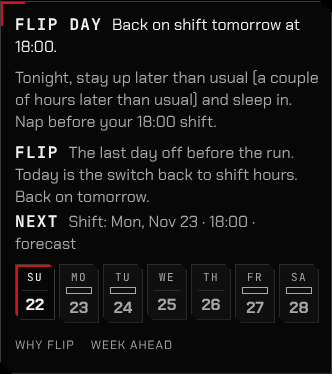 FLIP DAY Back on shift tomorrow at
18:00.
Tonight, stay up later than usual (a couple
of hours later than usual) and sleep in.
Nap before your 18:00 shift.
FLIP The last day off before the run.
Today is the switch back to shift hours.
Back on tomorrow.
NEXT Shift: Mon, Nov 23 · 18:00 ·
forecast
SU MO TU WE TH FR SA
22 23 24 25 26 27 28
WHY FLIP WEEK AHEAD